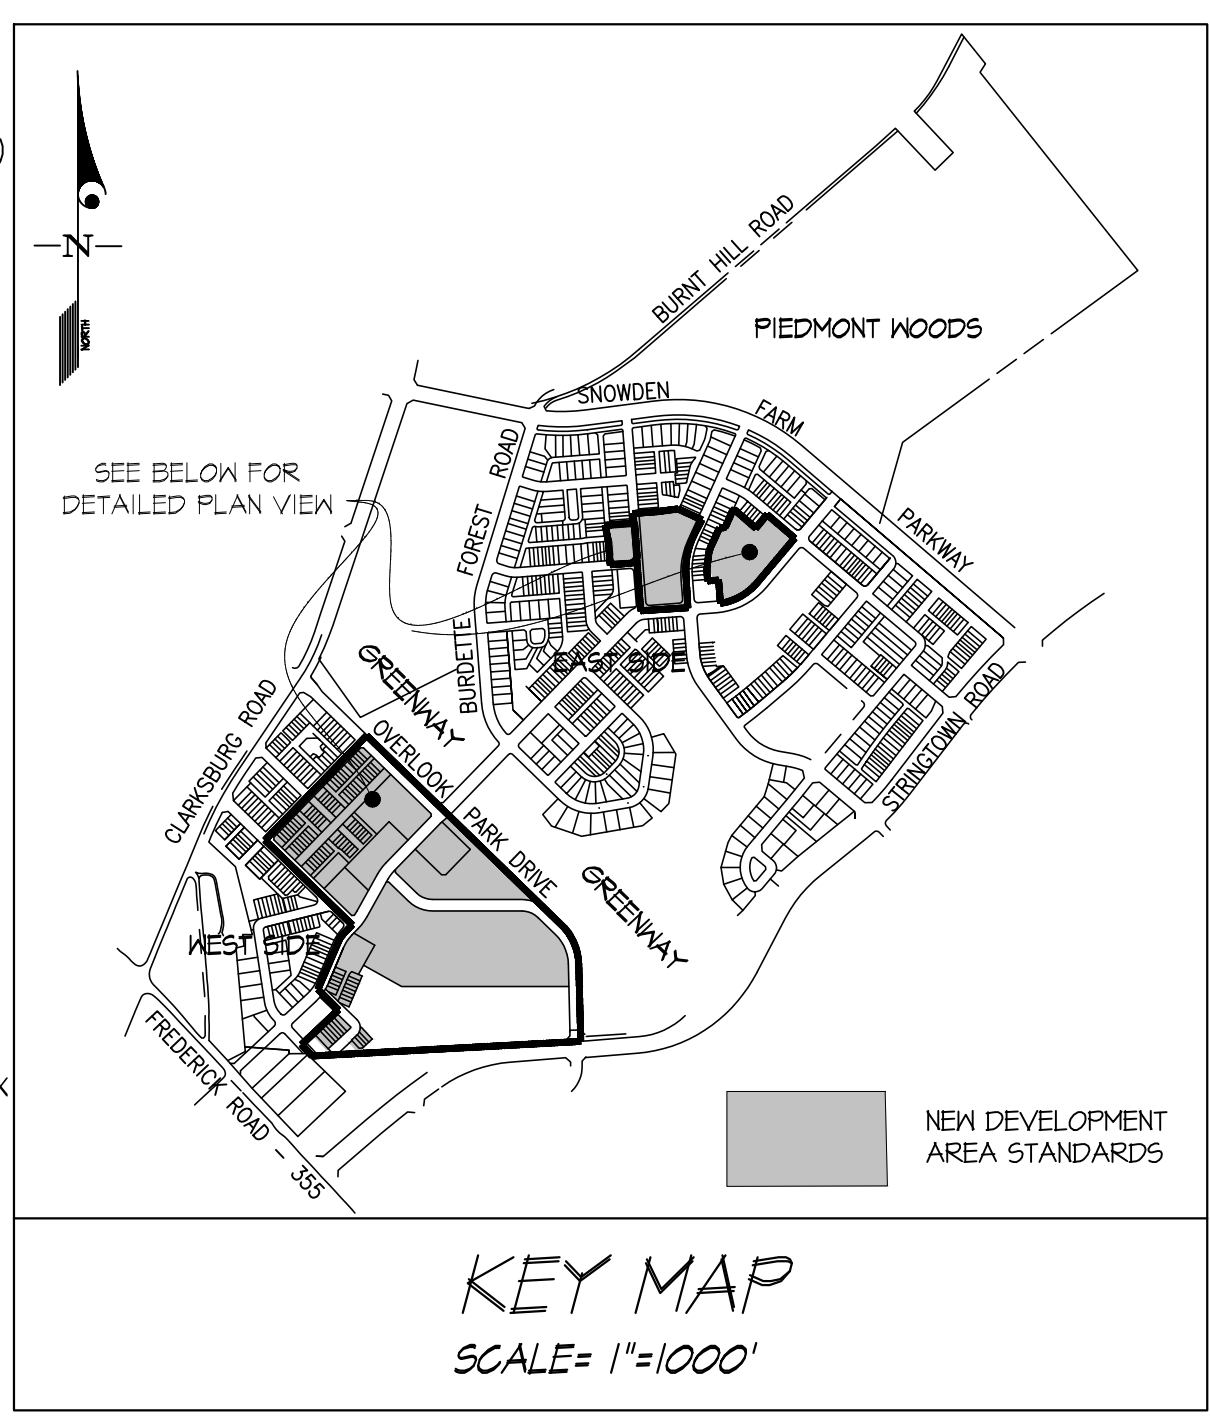 N
NORTH
BURNT HILL ROAD
PIEDMONT WOODS
SNOWDEN FARM PARKWAY
SEE BELOW FOR
DETAILED PLAN VIEW
BURDETTE FOREST ROAD
GREENWAY
EAST SIDE
CLARKSBURG ROAD
OVERLOOK PARK DRIVE
STRINGTOWN ROAD
GREENWAY
WEST SIDE
FREDERICK ROAD - 355
NEW DEVELOPMENT
AREA STANDARDS
KEY MAP
SCALE= 1"=1000'